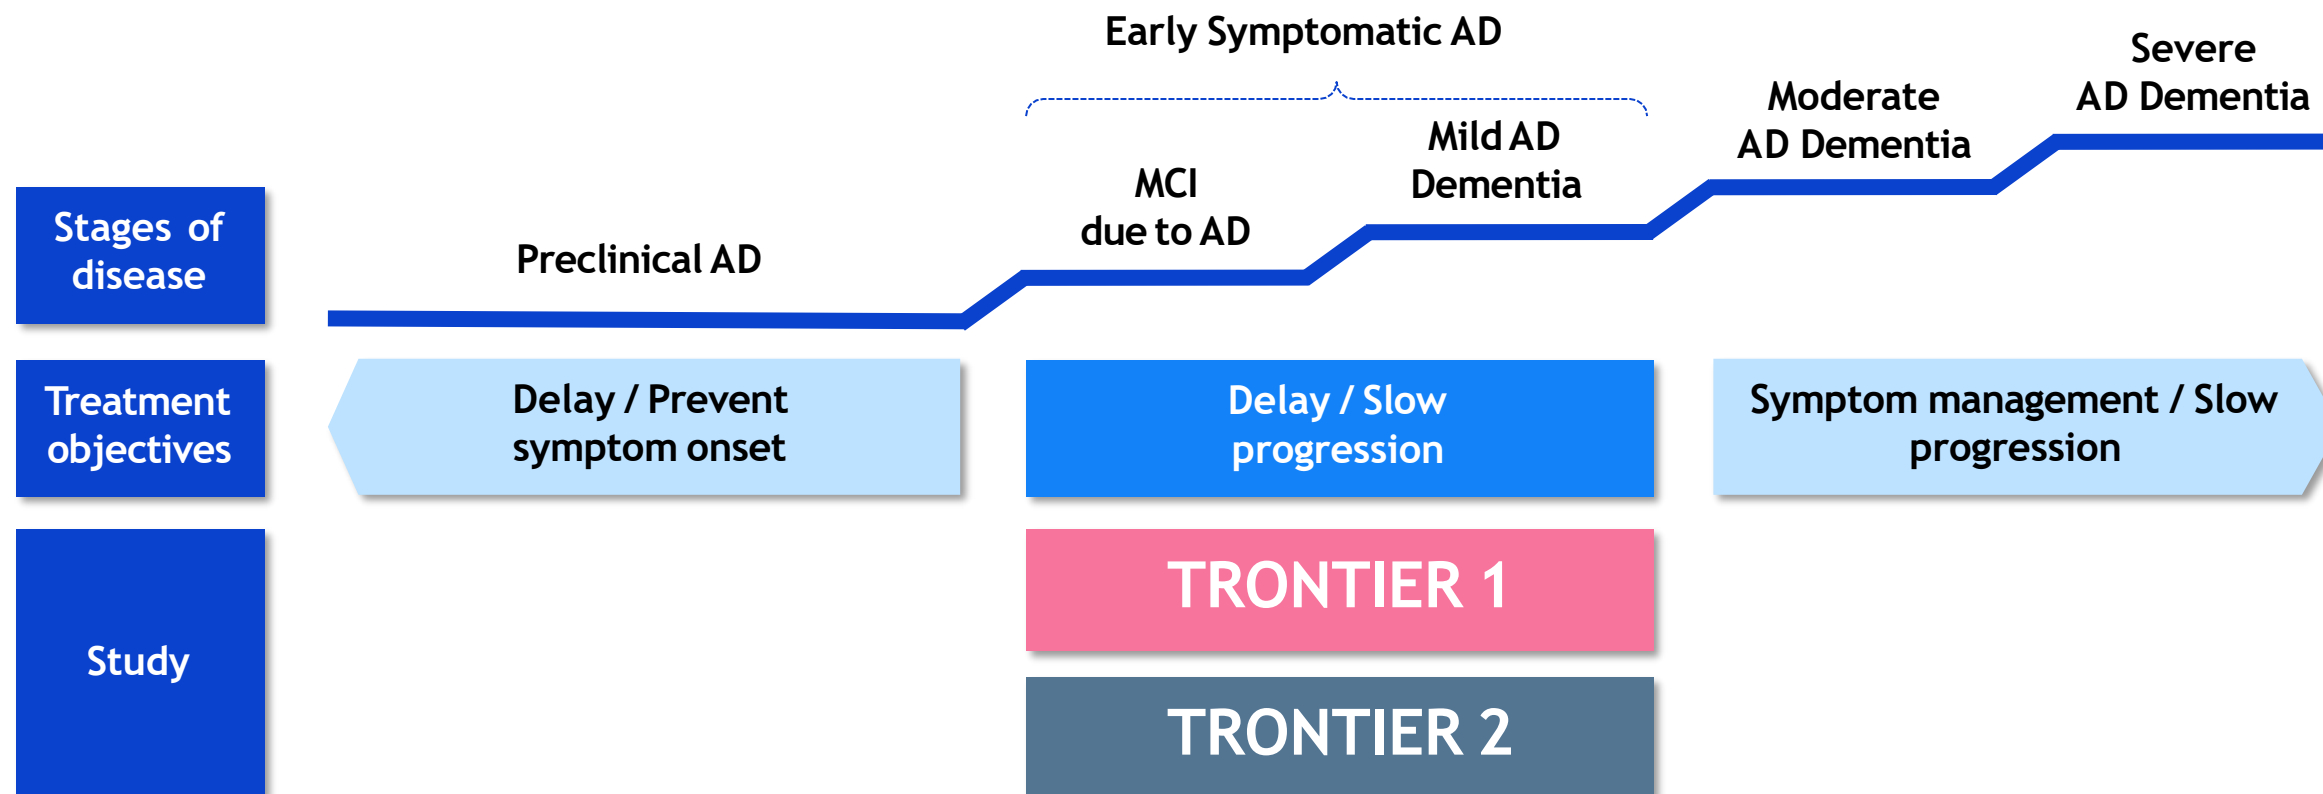 Early Symptomatic AD
Severe
AD Dementia
Moderate
AD Dementia
Mild AD
Dementia
MCI
due to AD
Preclinical AD
Stages of
disease
Treatment
objectives
Delay / Prevent
symptom onset
Delay / Slow
progression
Symptom management / Slow
progression
Study
TRONTIER 1
TRONTIER 2